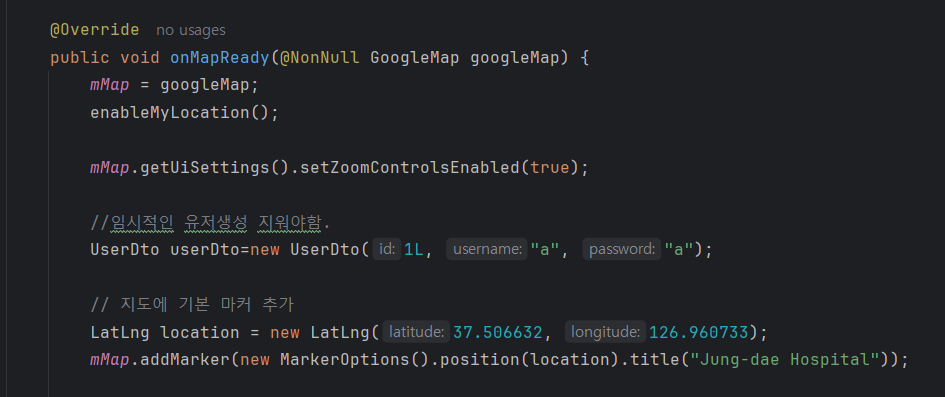 @Override no usages
public void onMapReady(@NonNull GoogleMap googleMap) {
mMap = googleMap;
enableMyLocation();
mMap.getUiSettings().setZoomControlsEnabled(true);
//임시적인 유저생성 지워야함.
UserDto userDto=new UserDto( id: 1L, username: "a", password: "a");
// 지도에 기본 마커 추가
LatLng location = new LatLng( latitude: 37.506632, longitude: 126.960733);
mMap.addMarker(new MarkerOptions().position(location).title("Jung-dae Hospital"));